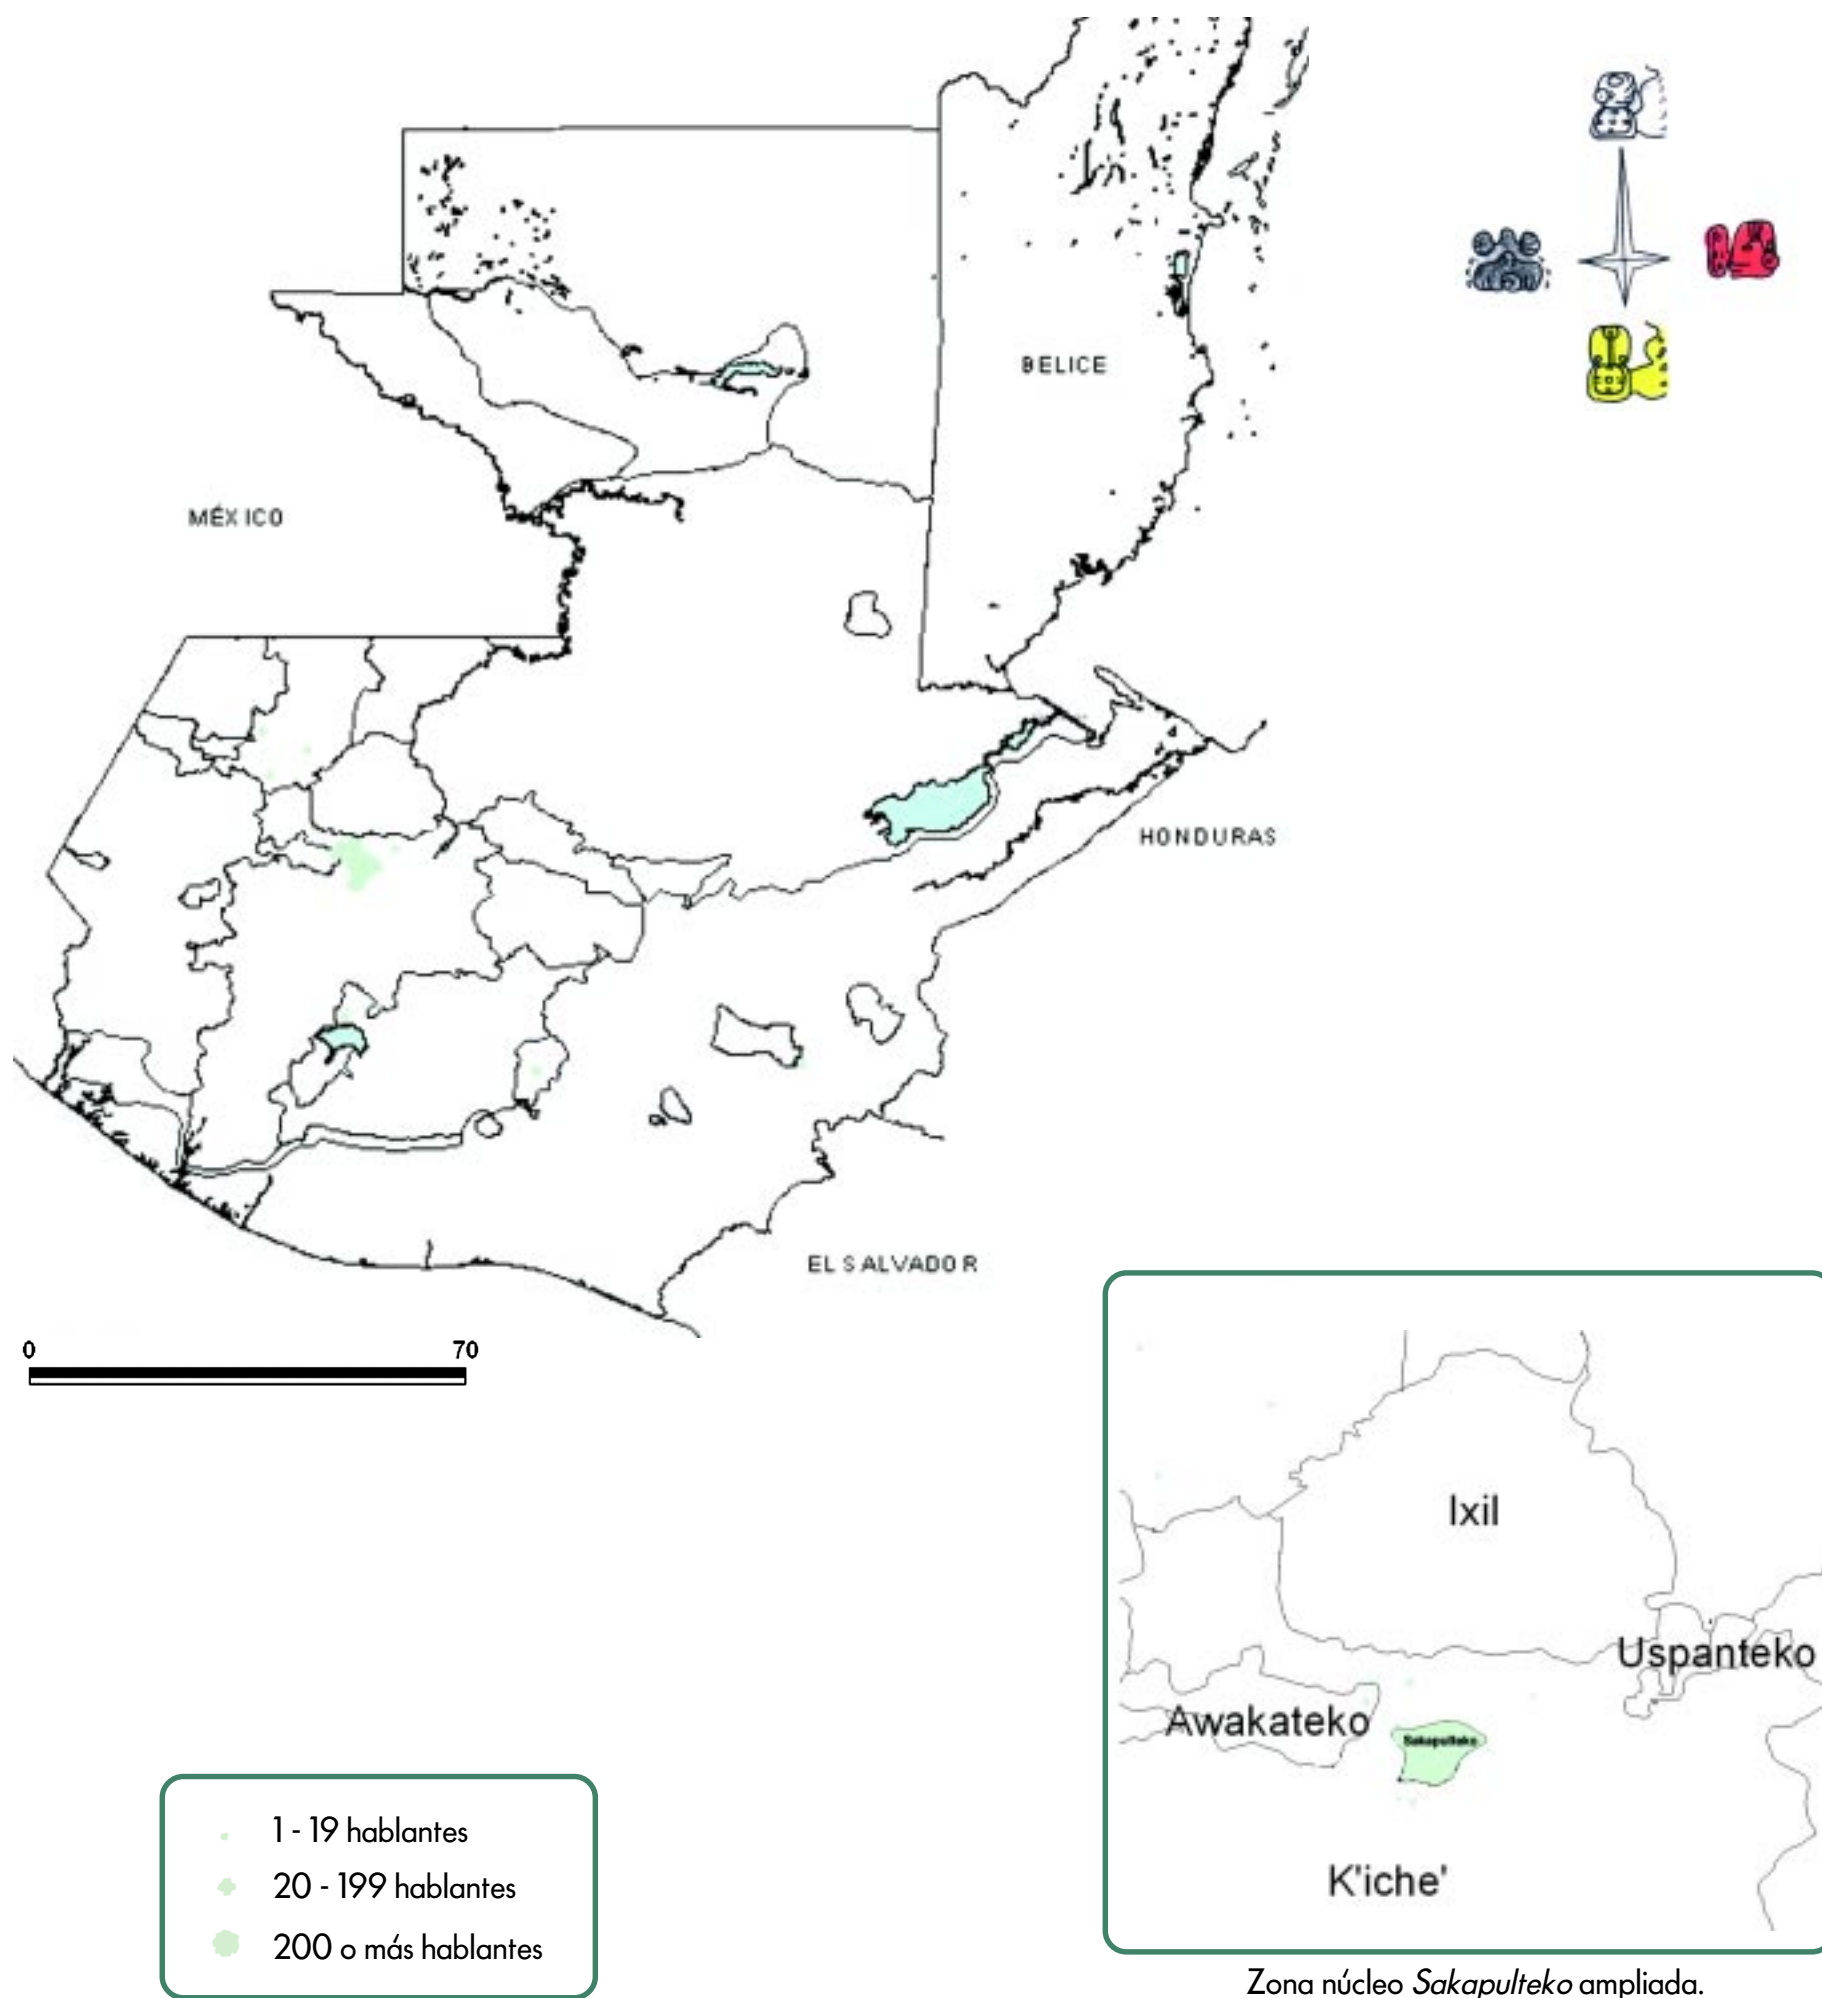 BELICE
MÉXICO
HONDURAS
EL SALVADOR
0 70
Ixil
Uspanteko
Awakateko
Sakapulteko
K'iche'
1 - 19 hablantes
20 - 199 hablantes
200 o más hablantes
Zona núcleo Sakapulteko ampliada.